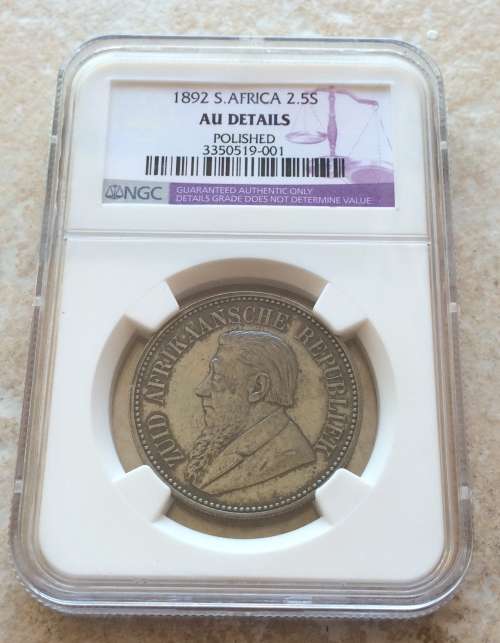 1892 S.AFRICA 2.5S
AU DETAILS
POLISHED
3350519-001
NGC
GUARANTEED AUTHENTIC ONLY
DETAILS GRADE DOES NOT DETERMINE VALUE
ZUID AFRIKAANSCHE REPUBLIEK